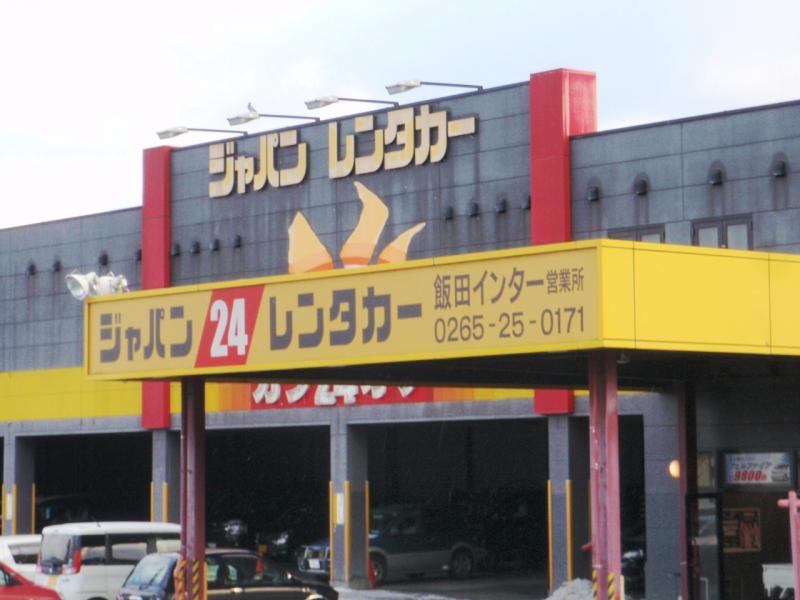 ジャパン レンタカー
ジャパン 24 レンタカー
飯田インター営業所
0265-25-0171
9800